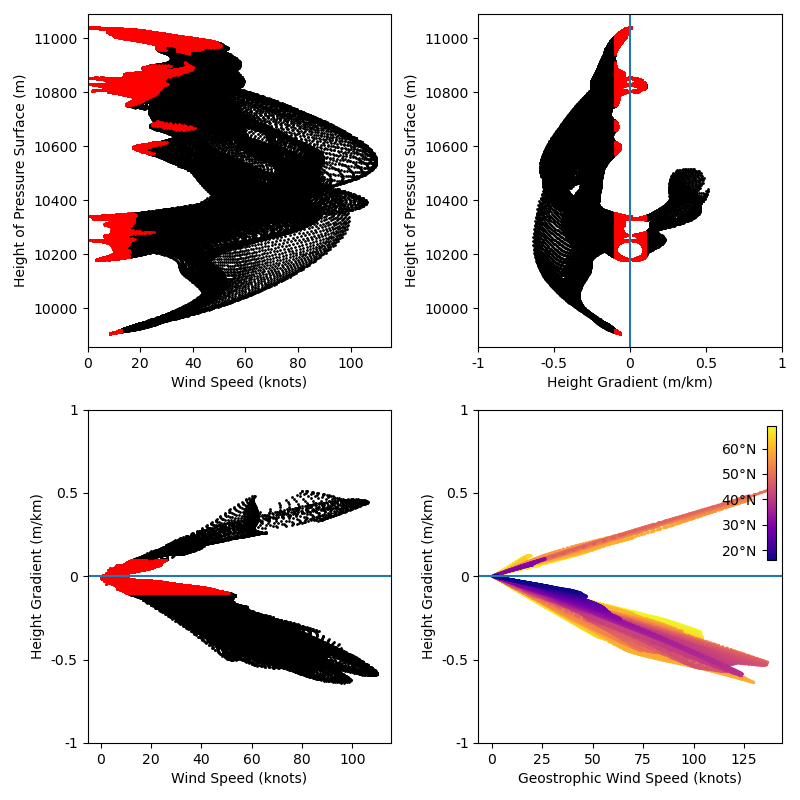 11000
10800
10600
10400
10200
10000
Height of Pressure Surface (m)
0 20 40 60 80 100
Wind Speed (knots)
11000
10800
10600
10400
10200
10000
Height of Pressure Surface (m)
-1 -0.5 0 0.5 1
Height Gradient (m/km)
1
0.5
0
-0.5
-1
Height Gradient (m/km)
0 20 40 60 80 100
Wind Speed (knots)
1
0.5
0
-0.5
-1
Height Gradient (m/km)
60°N
50°N
40°N
30°N
20°N
0 25 50 75 100 125
Geostrophic Wind Speed (knots)